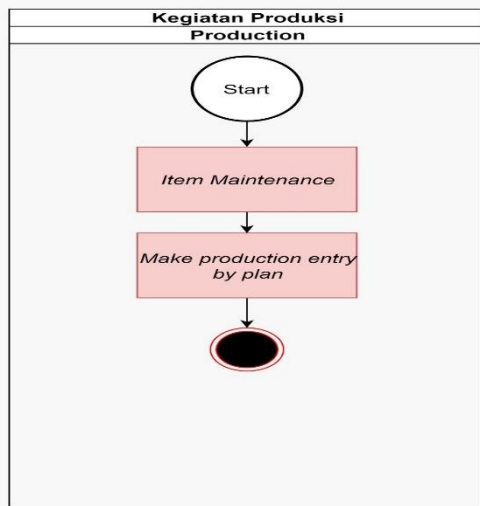 Kegiatan Produksi
Production
Start
Item Maintenance
Make production entry
by plan